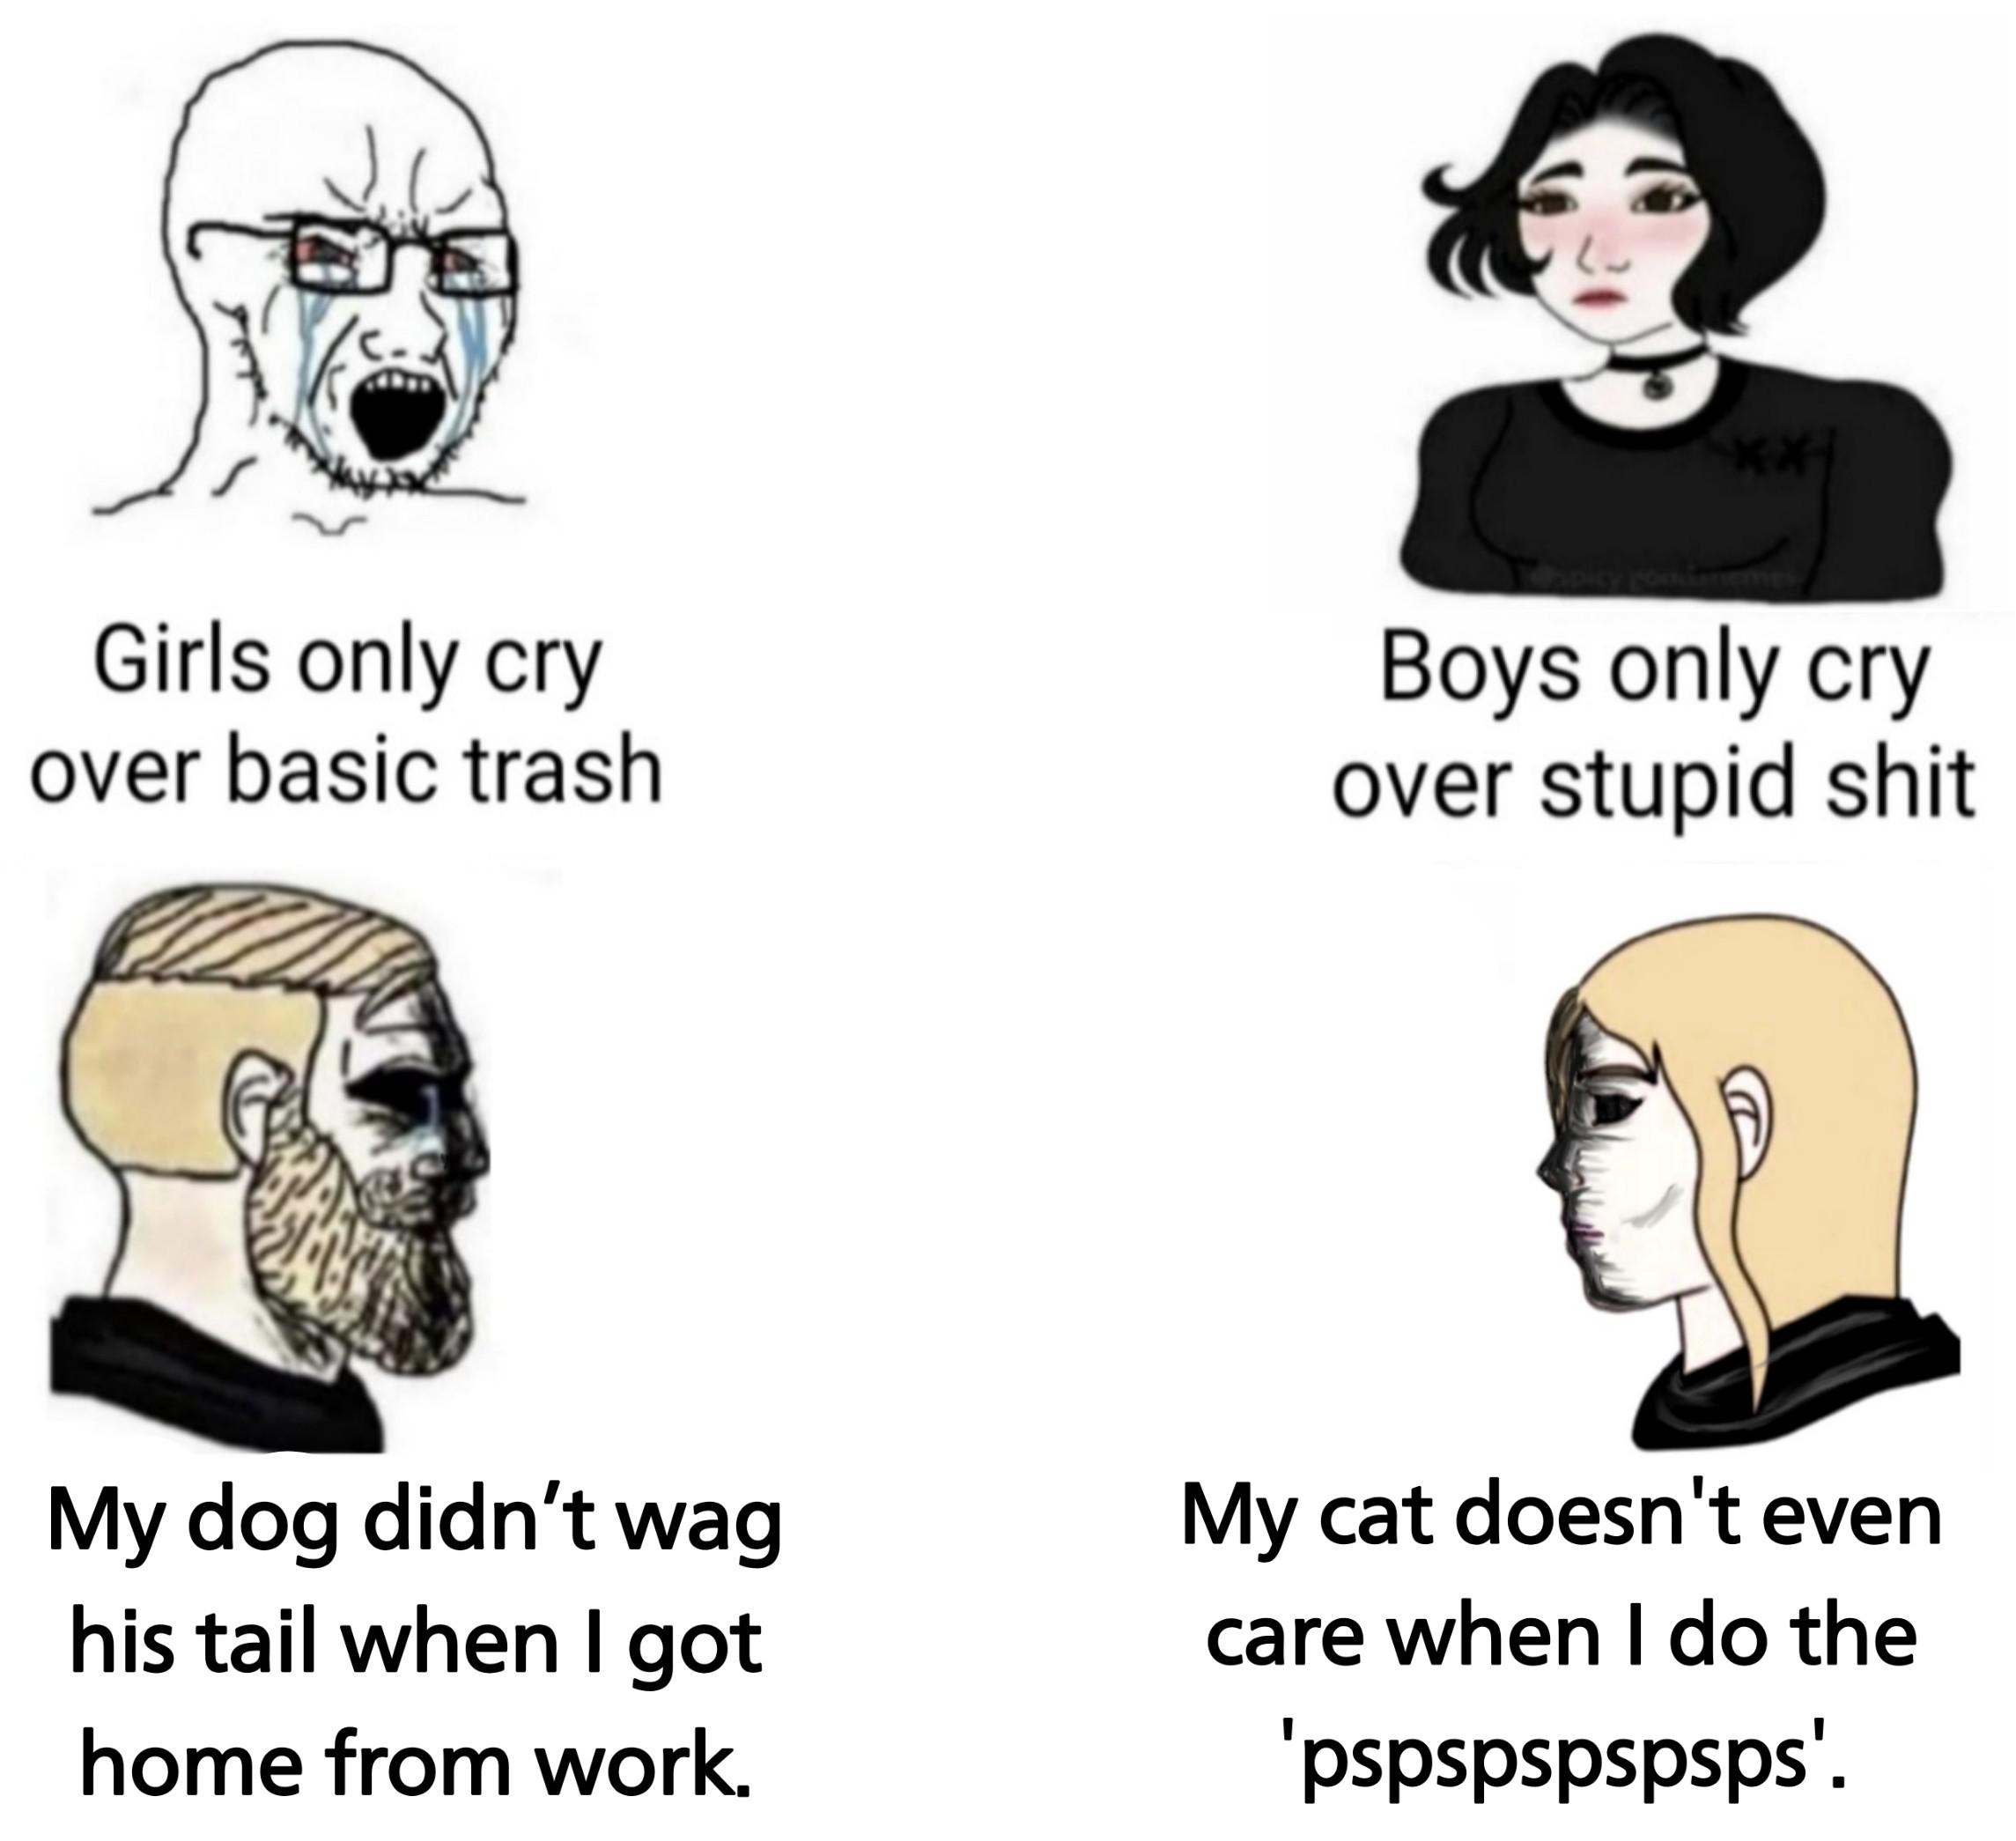 Girls only cry
over basic trash
Boys only cry
over stupid shit
My dog didn’t wag
his tail when I got
home from work.
My cat doesn't even
care when I do the
'pspspspspsps'.